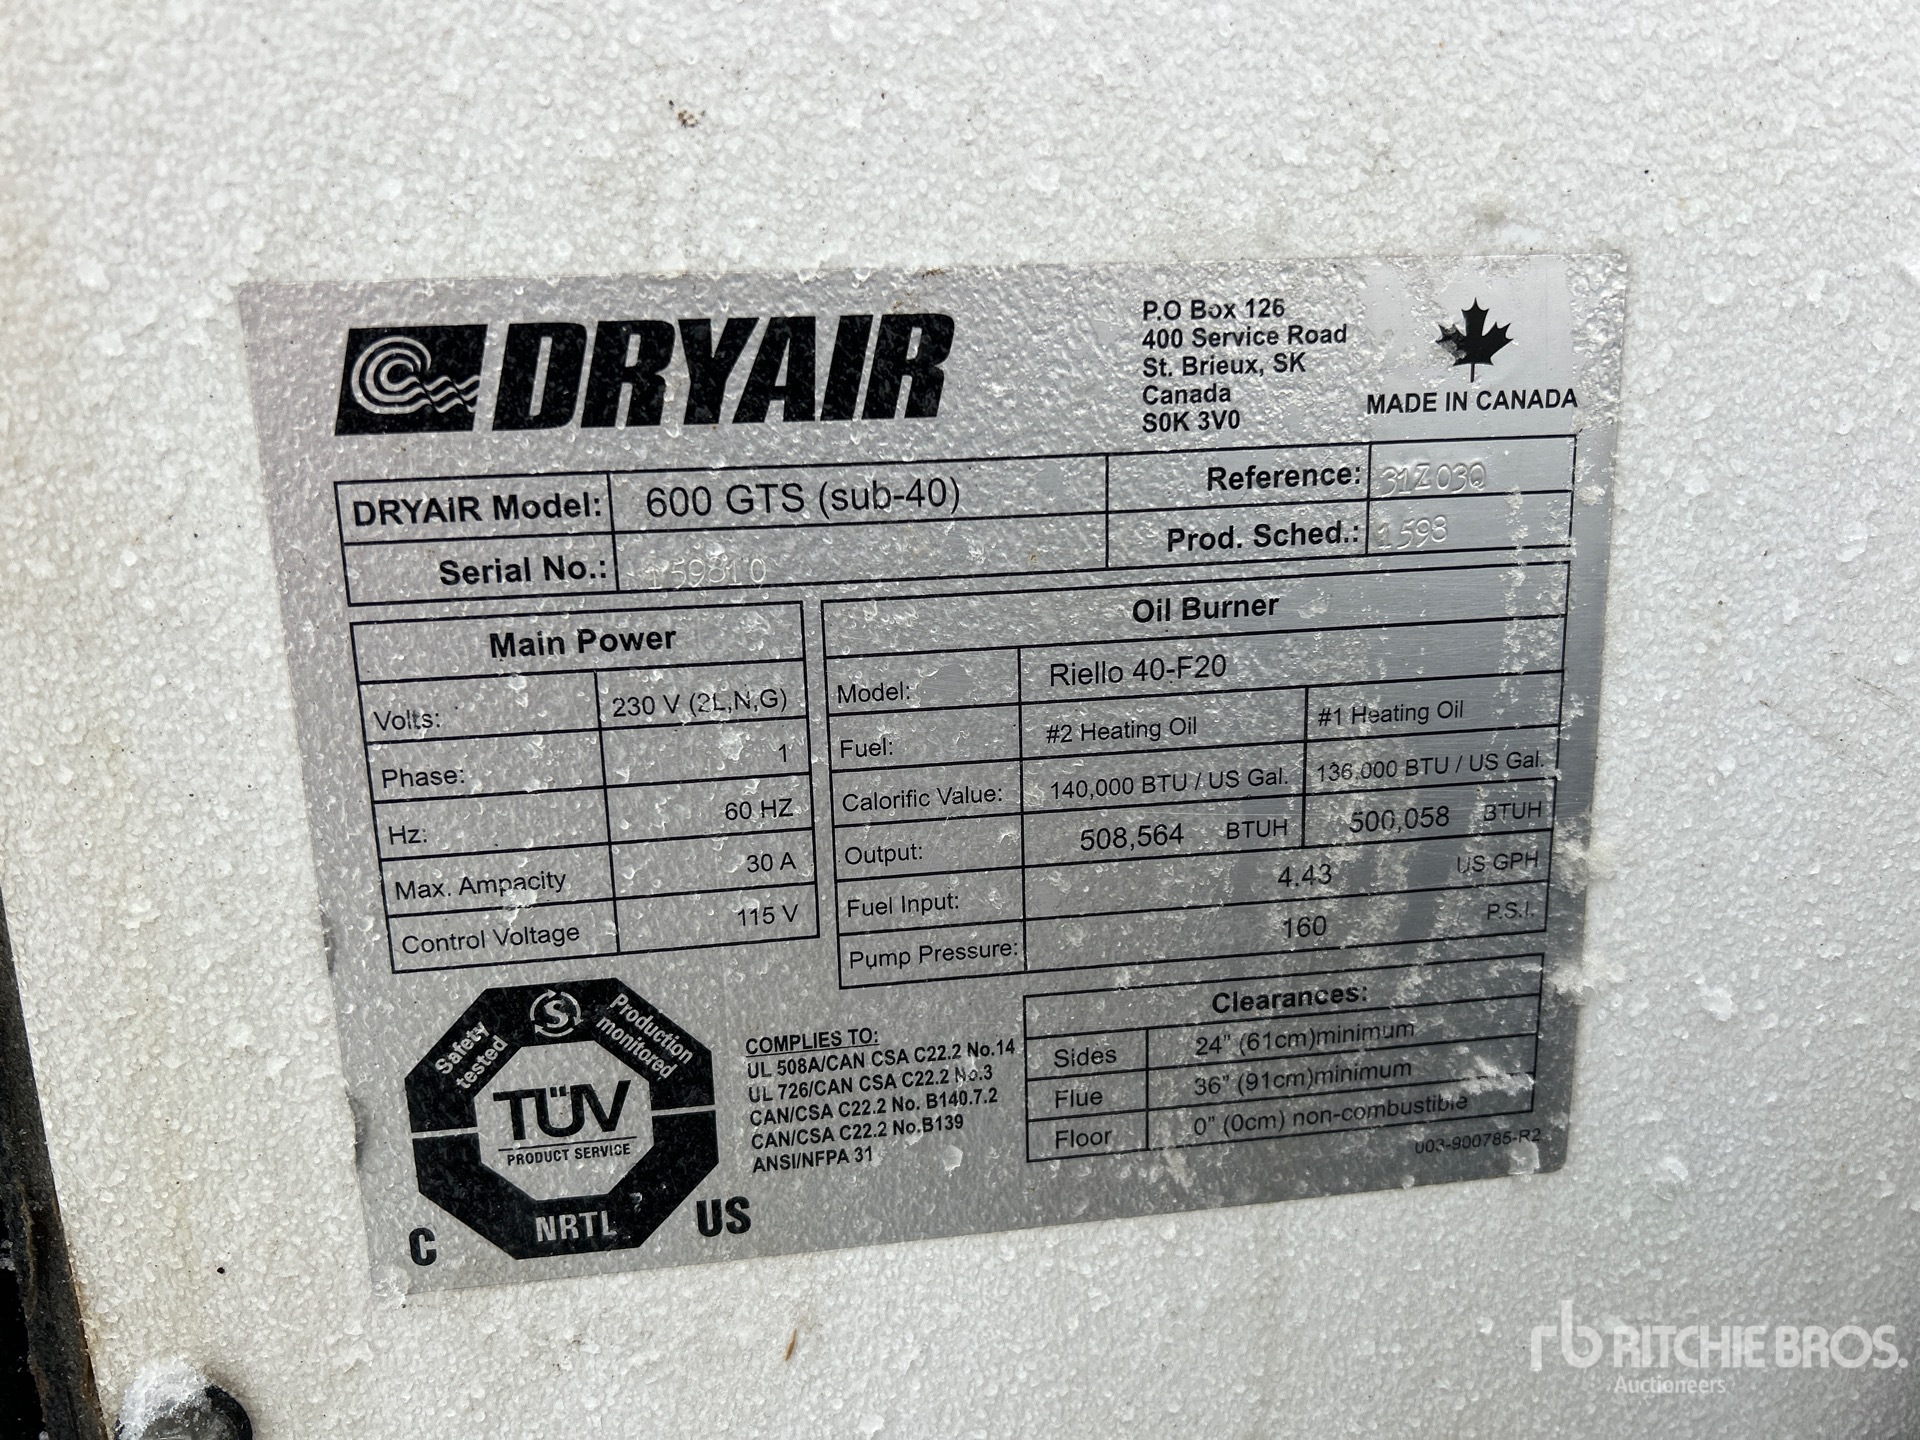 DRYAIR
P.O Box 126
400 Service Road
St. Brieux, SK
Canada
S0K 3V0
MADE IN CANADA
DRYAIR Model: 600 GTS (sub-40) Reference: 31Z03Q
Serial No.: 159810 Prod. Sched.: 1598
Main Power
Volts: 230 V (2L,N,G)
Phase: 1
Hz: 60 HZ
Max. Ampacity 30 A
Control Voltage 115 V
Oil Burner
Model: Riello 40-F20
Fuel: #2 Heating Oil #1 Heating Oil
Calorific Value: 140,000 BTU / US Gal. 136,000 BTU / US Gal.
Output: 508,564 BTUH 500,058 BTUH
Fuel Input: 4.43 US GPH
Pump Pressure: 160 P.S.I.
Safety tested
S
Production monitored
TÜV
PRODUCT SERVICE
NRTL
C US
COMPLIES TO:
UL 508A/CAN CSA C22.2 No.14
UL 726/CAN CSA C22.2 No.3
CAN/CSA C22.2 No. B140.7.2
CAN/CSA C22.2 No.B139
ANSI/NFPA 31
Clearances:
Sides 24" (61cm)minimum
Flue 36" (91cm)minimum
Floor 0" (0cm) non-combustible
003-900785-R2
rb RITCHIE BROS.
Auctioneers